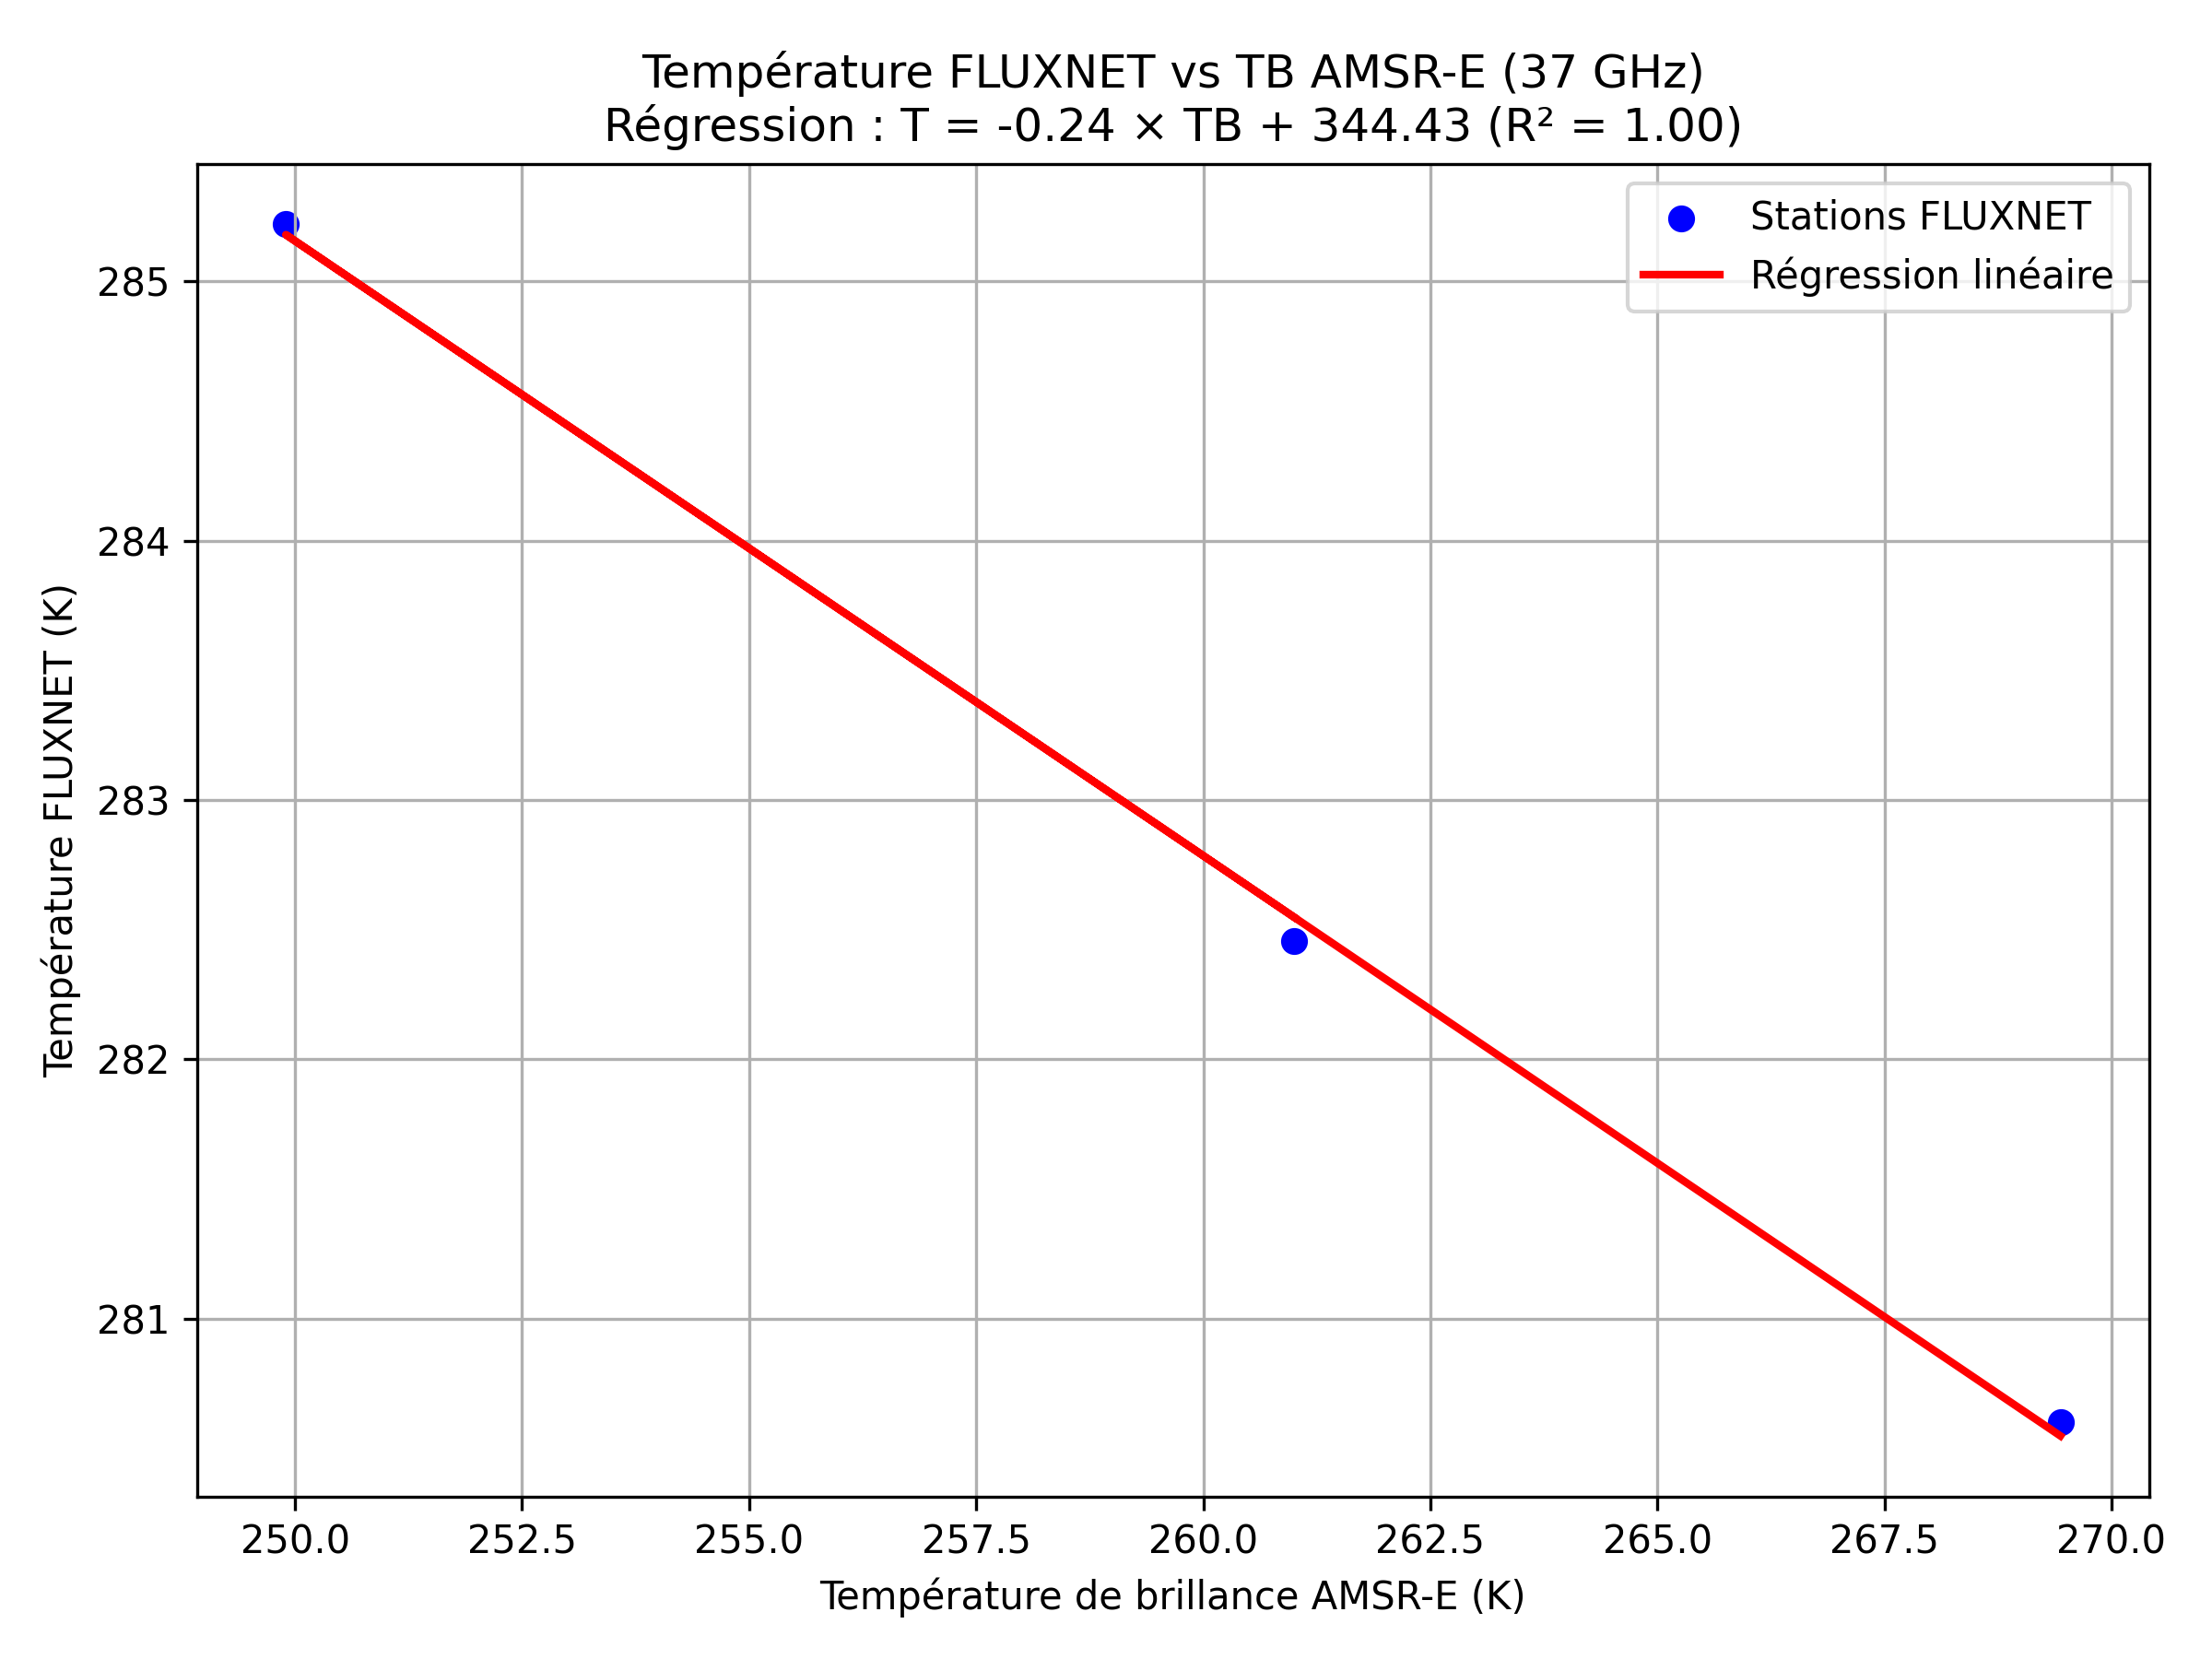 Température FLUXNET vs TB AMSR-E (37 GHz)
Régression : T = -0.24 × TB + 344.43 (R² = 1.00)
Stations FLUXNET
Régression linéaire
285
284
283
282
281
Température FLUXNET (K)
250.0 252.5 255.0 257.5 260.0 262.5 265.0 267.5 270.0
Température de brillance AMSR-E (K)